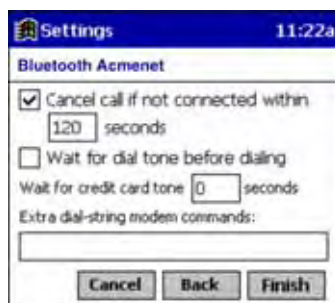 Settings 11:22a
Bluetooth Acmenet
Cancel call if not connected within
120 seconds
Wait for dial tone before dialing
Wait for credit card tone 0 seconds
Extra dial-string modem commands:
Cancel Back Finish